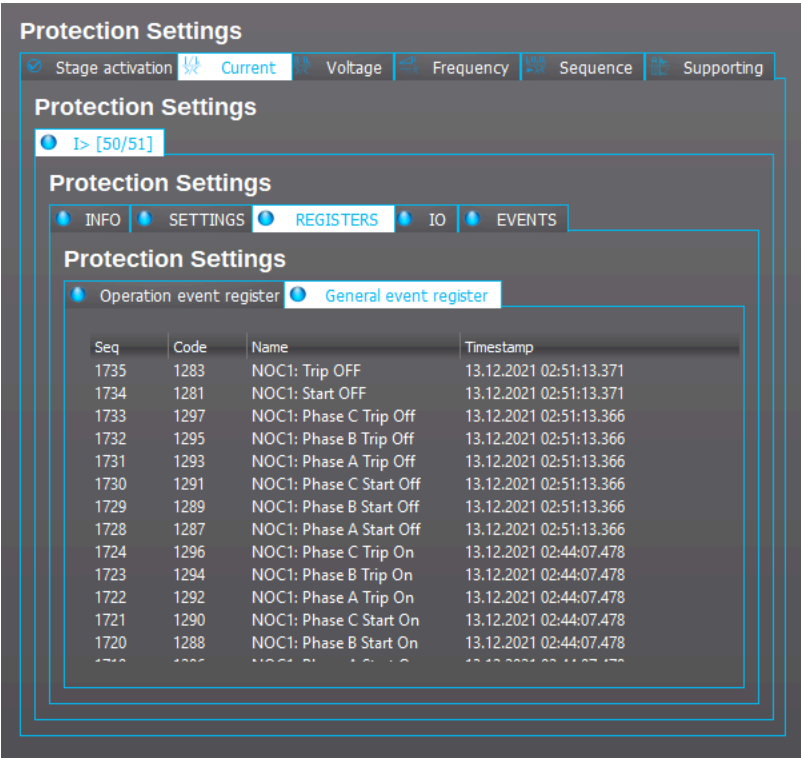 Protection Settings
Stage activation Current Voltage Frequency Sequence Supporting
Protection Settings
I> [50/51]
Protection Settings
INFO SETTINGS REGISTERS IO EVENTS
Protection Settings
Operation event register General event register
Seq Code Name Timestamp
1735 1283 NOC1: Trip OFF 13.12.2021 02:51:13.371
1734 1281 NOC1: Start OFF 13.12.2021 02:51:13.371
1733 1297 NOC1: Phase C Trip Off 13.12.2021 02:51:13.366
1732 1295 NOC1: Phase B Trip Off 13.12.2021 02:51:13.366
1731 1293 NOC1: Phase A Trip Off 13.12.2021 02:51:13.366
1730 1291 NOC1: Phase C Start Off 13.12.2021 02:51:13.366
1729 1289 NOC1: Phase B Start Off 13.12.2021 02:51:13.366
1728 1287 NOC1: Phase A Start Off 13.12.2021 02:51:13.366
1724 1296 NOC1: Phase C Trip On 13.12.2021 02:44:07.478
1723 1294 NOC1: Phase B Trip On 13.12.2021 02:44:07.478
1722 1292 NOC1: Phase A Trip On 13.12.2021 02:44:07.478
1721 1290 NOC1: Phase C Start On 13.12.2021 02:44:07.478
1720 1288 NOC1: Phase B Start On 13.12.2021 02:44:07.478